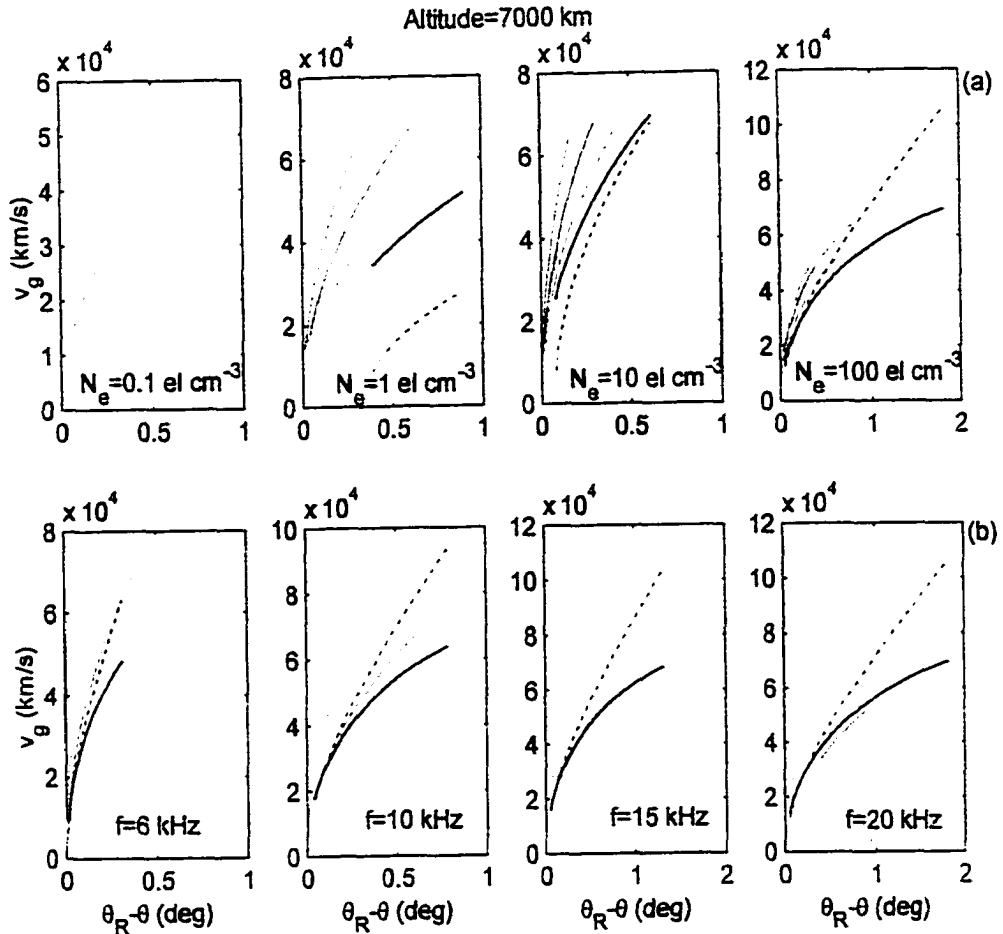 Altitude=7000 km
x 10^4
6
5
4
3
2
1
0
v_g (km/s)
N_e=0.1 el cm^-3
0 0.5 1
x 10^4
8
6
4
2
0
N_e=1 el cm^-3
0 0.5 1
x 10^4
8
6
4
2
0
N_e=10 el cm^-3
0 0.5 1
x 10^4
12
10
8
6
4
2
0
N_e=100 el cm^-3
0 1 2
(a)
x 10^4
8
6
4
2
0
v_g (km/s)
f=6 kHz
0 0.5 1
θ_R-θ (deg)
x 10^4
10
8
6
4
2
0
f=10 kHz
0 0.5 1
θ_R-θ (deg)
x 10^4
12
10
8
6
4
2
0
f=15 kHz
0 1 2
θ_R-θ (deg)
x 10^4
12
10
8
6
4
2
0
f=20 kHz
0 1 2
θ_R-θ (deg)
(b)